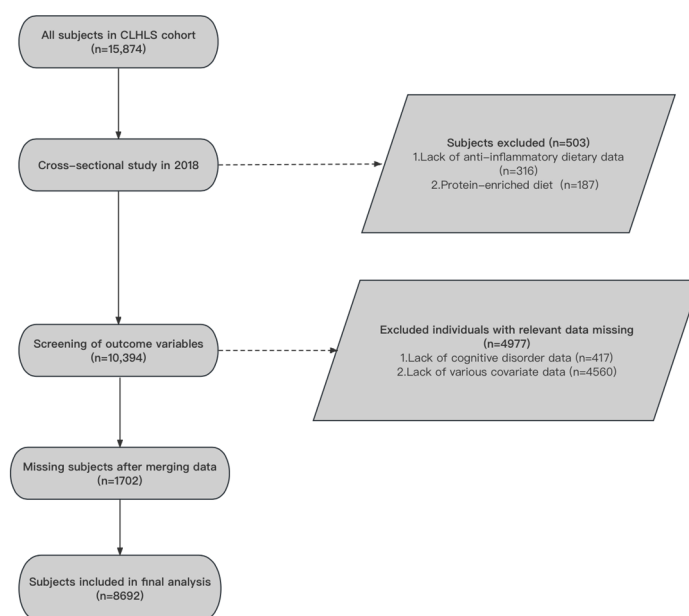 All subjects in CLHLS cohort
(n=15,874)
Cross-sectional study in 2018
Subjects excluded (n=503)
1.Lack of anti-inflammatory dietary data
(n=316)
2.Protein-enriched diet (n=187)
Screening of outcome variables
(n=10,394)
Excluded individuals with relevant data missing
(n=4977)
1.Lack of cognitive disorder data (n=417)
2.Lack of various covariate data (n=4560)
Missing subjects after merging data
(n=1702)
Subjects included in final analysis
(n=8692)